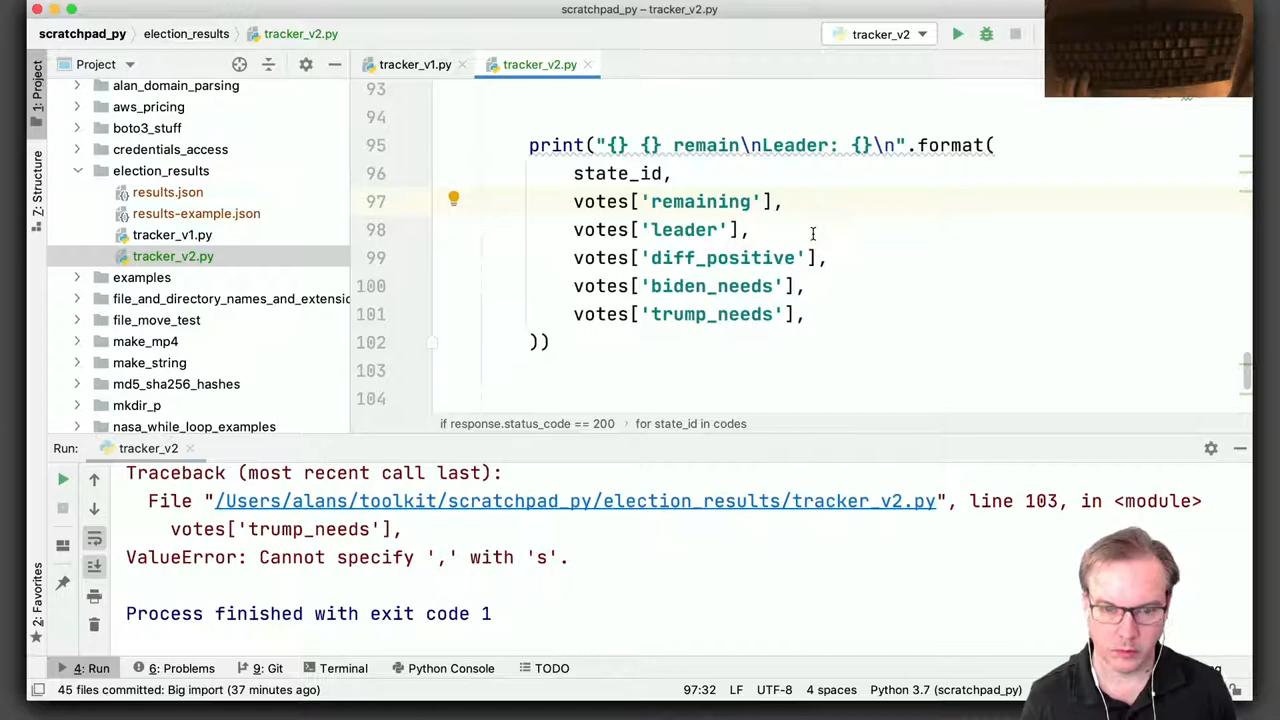 scratchpad_py – tracker_v2.py
scratchpad_py
election_results
tracker_v2.py
tracker_v2
1: Project
Z: Structure
2: Favorites
Project
tracker_v1.py
tracker_v2.py
alan_domain_parsing
aws_pricing
boto3_stuff
credentials_access
election_results
results.json
results-example.json
tracker_v1.py
tracker_v2.py
examples
file_and_directory_names_and_extensio
file_move_test
make_mp4
make_string
md5_sha256_hashes
mkdir_p
nasa_while_loop_examples
93
94
95 print("{} {} remain\nLeader: {}\n".format(
96 state_id,
97 votes['remaining'],
98 votes['leader'],
99 votes['diff_positive'],
100 votes['biden_needs'],
101 votes['trump_needs'],
102 ))
103
104
if response.status_code == 200
for state_id in codes
Run:
tracker_v2
Traceback (most recent call last):
File "/Users/alans/toolkit/scratchpad_py/election_results/tracker_v2.py", line 103, in <module>
votes['trump_needs'],
ValueError: Cannot specify ',' with 's'.
Process finished with exit code 1
4: Run
6: Problems
9: Git
Terminal
Python Console
TODO
45 files committed: Big import (37 minutes ago)
97:32
LF
UTF-8
4 spaces
Python 3.7 (scratchpad_py)